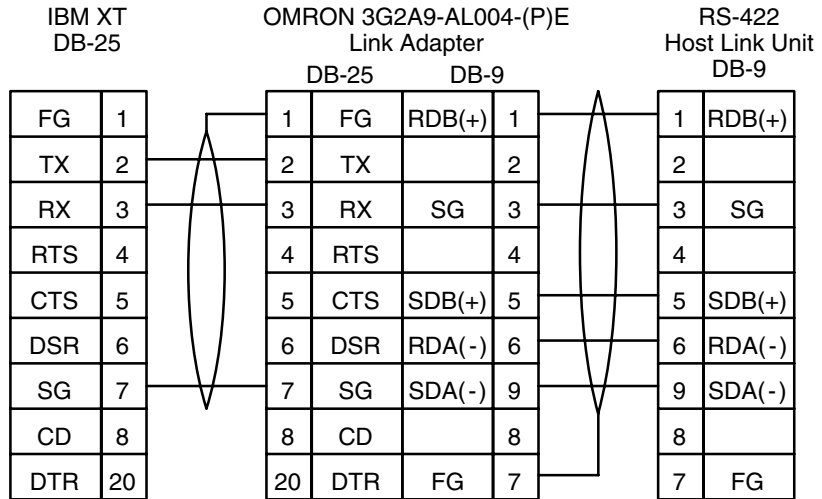 IBM XT
DB-25
OMRON 3G2A9-AL004-(P)E
Link Adapter
DB-25 DB-9
RS-422
Host Link Unit
DB-9
FG 1 1 FG RDB(+) 1 1 RDB(+)
TX 2 2 TX 2 2
RX 3 3 RX SG 3 3 SG
RTS 4 4 RTS 4 4
CTS 5 5 CTS SDB(+) 5 5 SDB(+)
DSR 6 6 DSR RDA(-) 6 6 RDA(-)
SG 7 7 SG SDA(-) 9 9 SDA(-)
CD 8 8 CD 8 8
DTR 20 20 DTR FG 7 7 FG